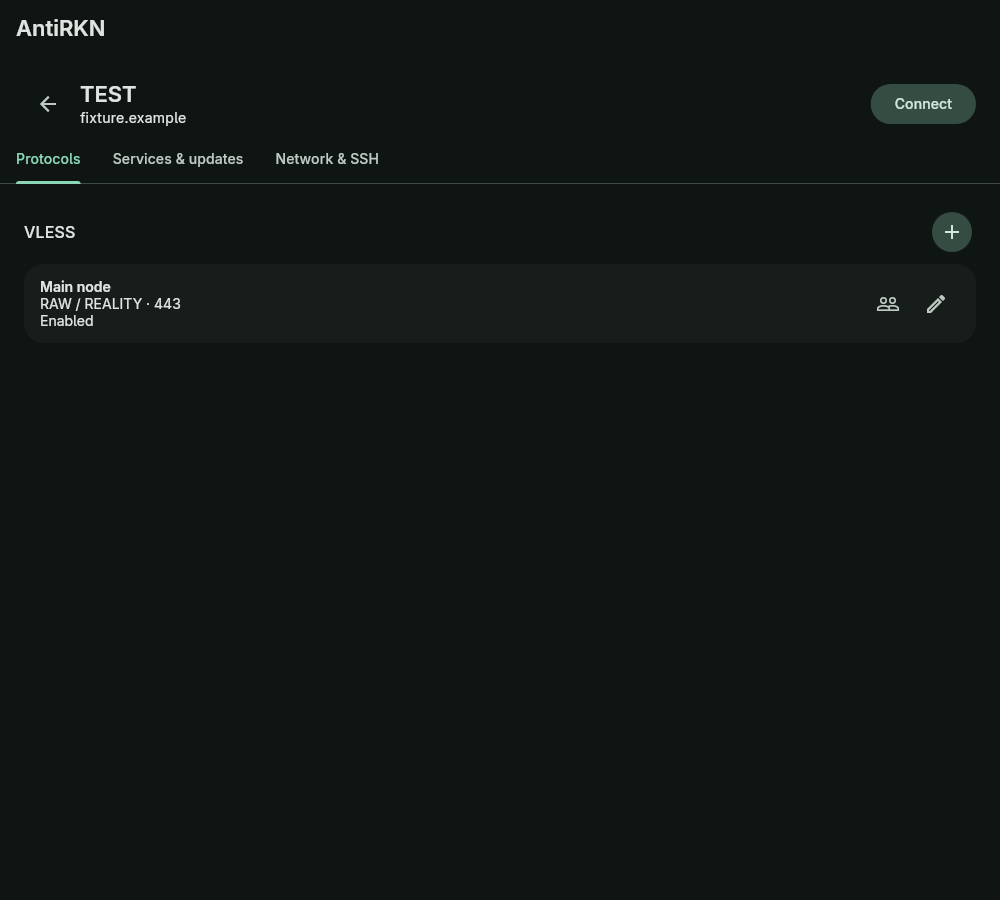 AntiRKN
TEST
fixture.example
Connect
Protocols
Services & updates
Network & SSH
VLESS
Main node
RAW / REALITY · 443
Enabled